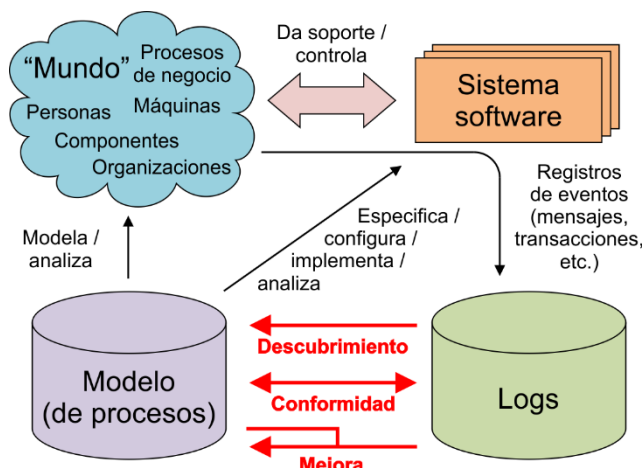 “Mundo”
Procesos
de negocio
Personas
Máquinas
Componentes
Organizaciones
Da soporte /
controla
Sistema
software
Registros
de eventos
(mensajes,
transacciones,
etc.)
Modela /
analiza
Especifica /
configura /
implementa /
analiza
Modelo
(de procesos)
Descubrimiento
Conformidad
Mejora
Logs